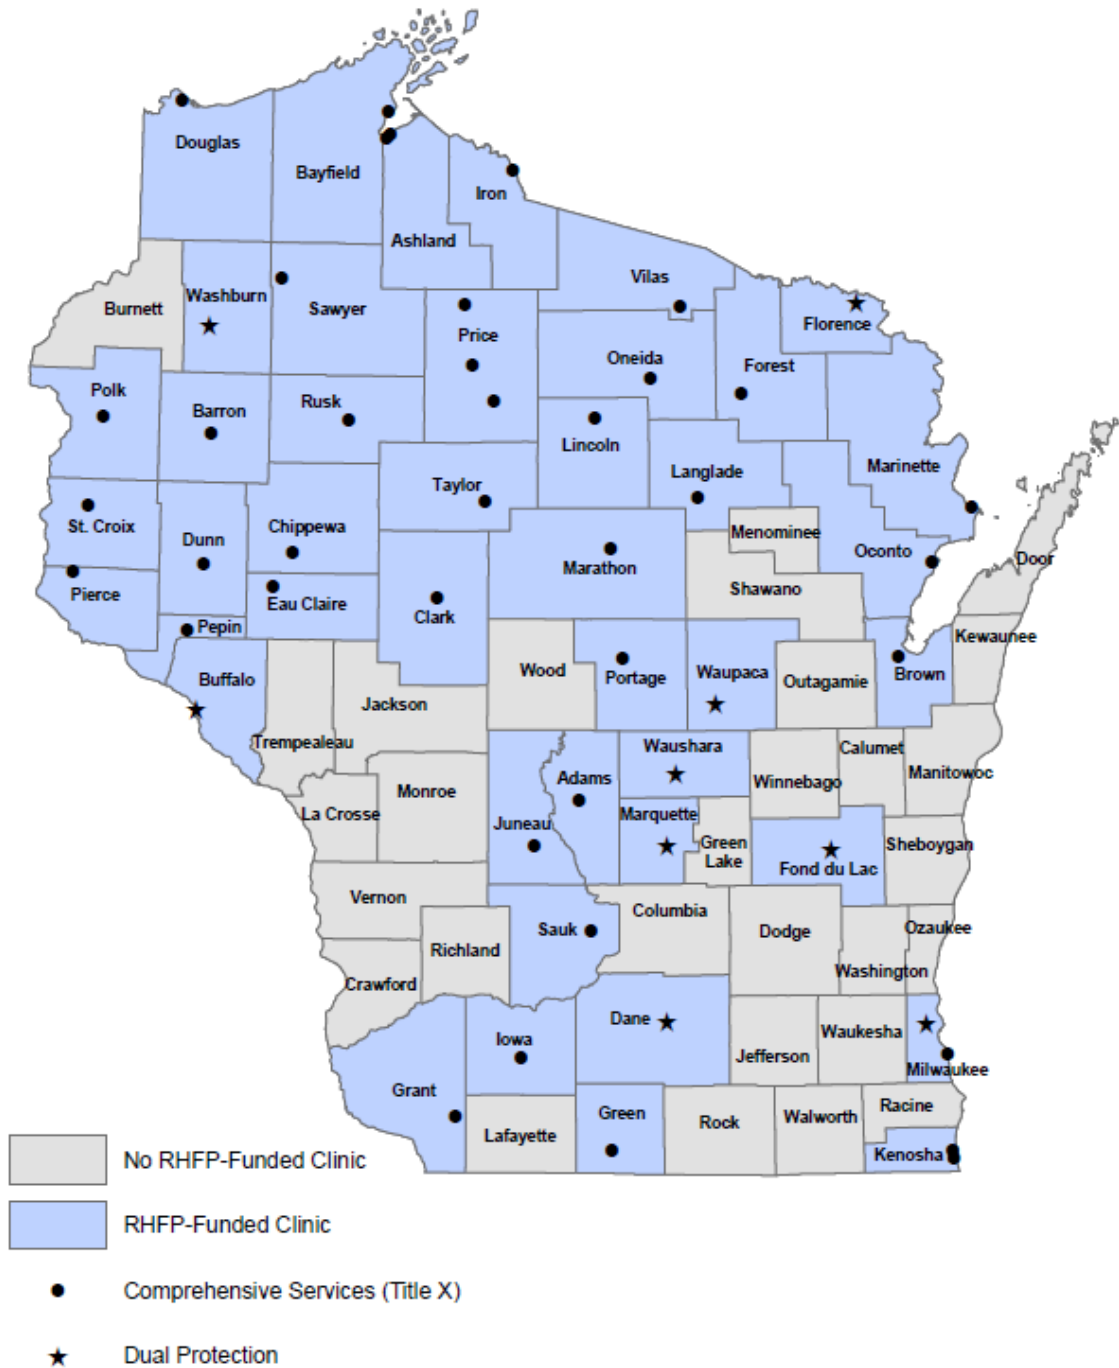 Douglas
Bayfield
Iron
Ashland
Vilas
Burnett
Washburn
Sawyer
Florence
Price
Oneida
Forest
Polk
Barron
Rusk
Lincoln
Marinette
Langlade
Taylor
St. Croix
Chippewa
Dunn
Menominee
Oconto
Door
Marathon
Shawano
Pierce
Eau Claire
Clark
Pepin
Kewaunee
Wood
Portage
Waupaca
Brown
Buffalo
Outagamie
Jackson
Trempealeau
Waushara
Calumet
Manitowoc
Adams
Winnebago
Monroe
La Crosse
Juneau
Marquette
Green
Lake
Sheboygan
Fond du Lac
Vernon
Columbia
Sauk
Dodge
Ozaukee
Richland
Washington
Crawford
Dane
Waukesha
Iowa
Jefferson
Milwaukee
Grant
Green
Racine
Rock
Walworth
Lafayette
Kenosha
No RHFP-Funded Clinic
RHFP-Funded Clinic
Comprehensive Services (Title X)
Dual Protection